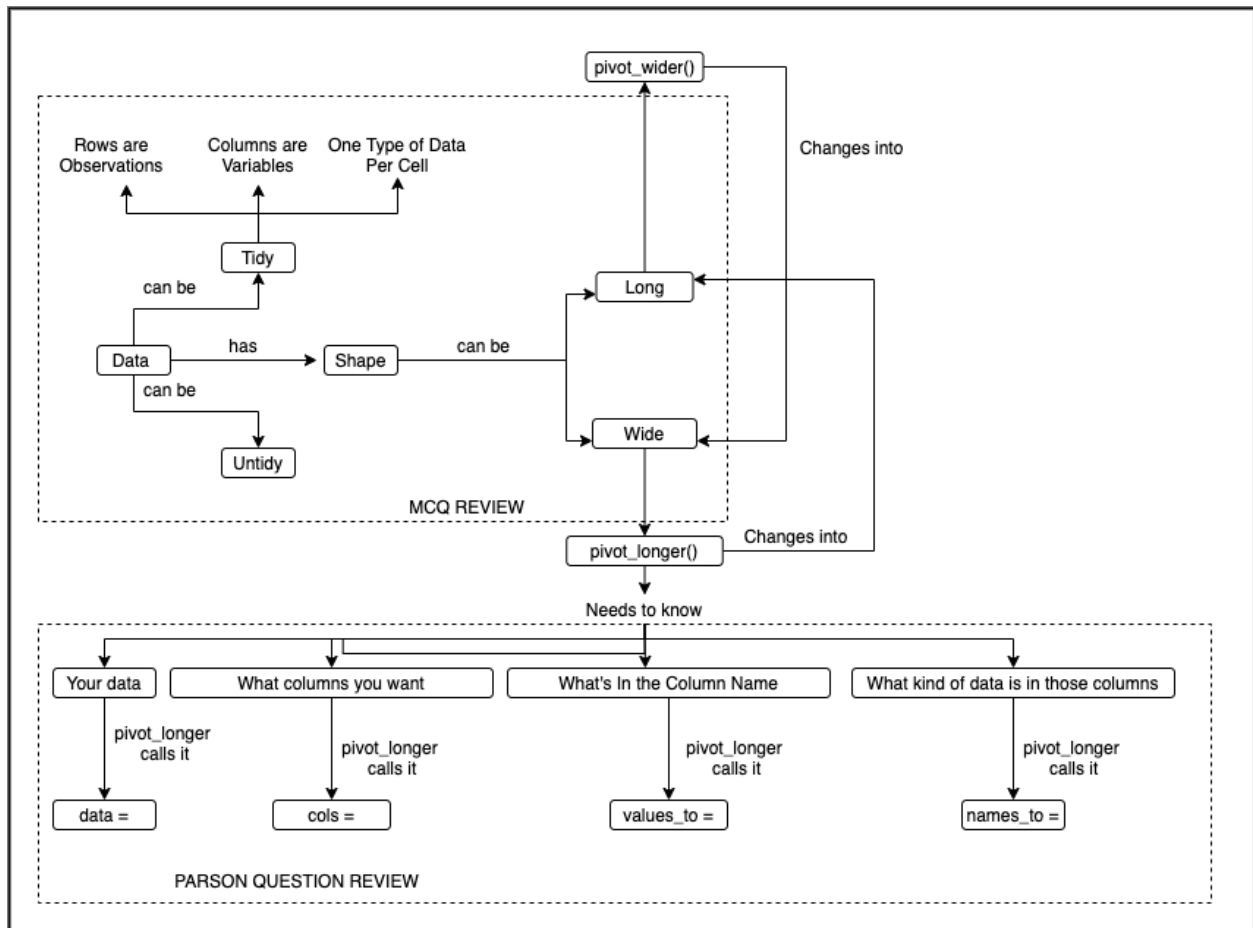 pivot_wider()
Changes into
Rows are
Observations
Columns are
Variables
One Type of Data
Per Cell
Tidy
can be
Long
Data
has
Shape
can be
can be
Wide
Untidy
MCQ REVIEW
pivot_longer()
Changes into
Needs to know
Your data
What columns you want
What's In the Column Name
What kind of data is in those columns
pivot_longer
calls it
pivot_longer
calls it
pivot_longer
calls it
pivot_longer
calls it
data =
cols =
values_to =
names_to =
PARSON QUESTION REVIEW